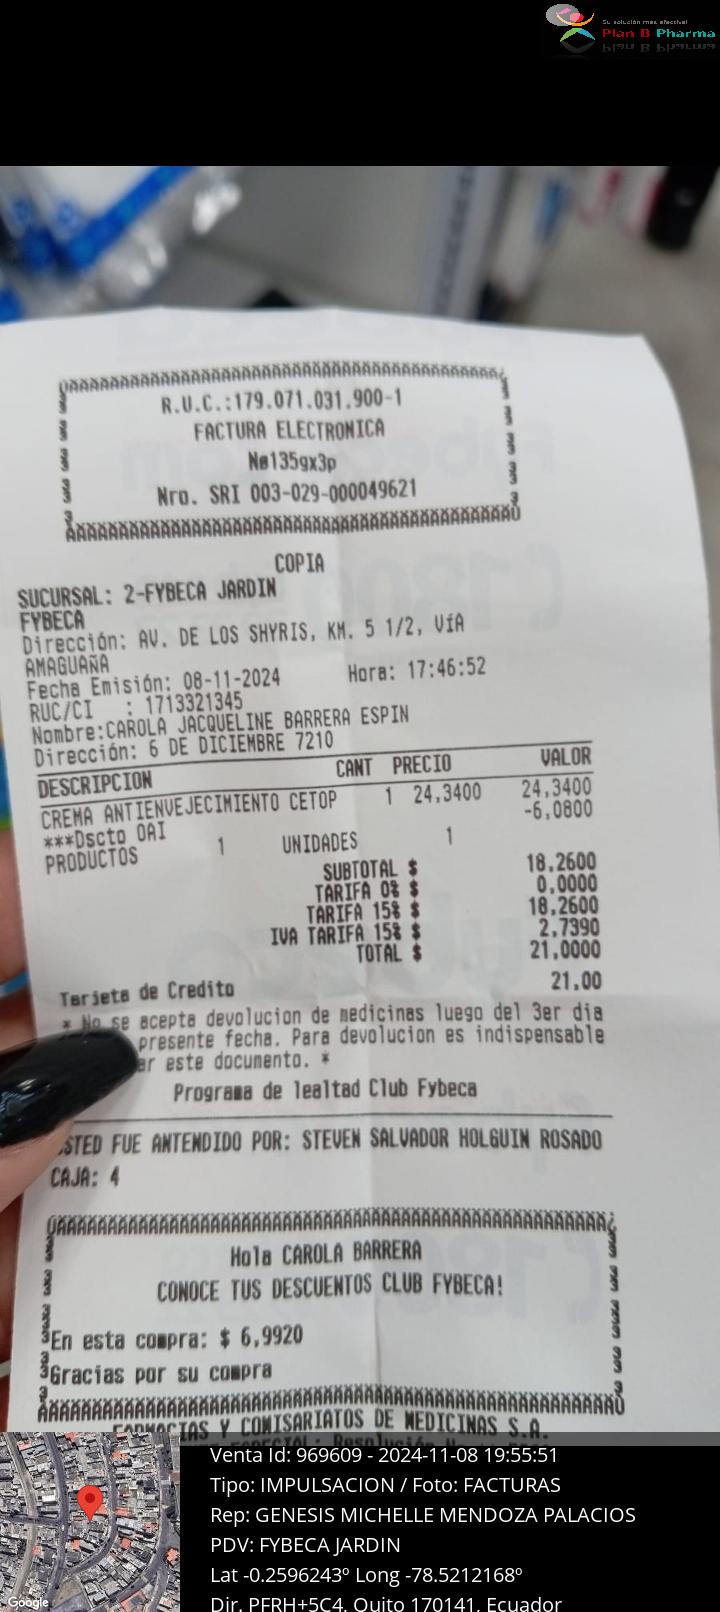 Su solución más efectiva!
Plan B Pharma
R.U.C.:179.071.031.900-1
FACTURA ELECTRONICA
Nø135gx3p
Nro. SRI 003-029-000049621
COPIA
SUCURSAL: 2-FYBECA JARDIN
FYBECA
Dirección: AV. DE LOS SHYRIS, KM. 5 1/2, VíA
AMAGUAÑA
Fecha Emisión: 08-11-2024 Hora: 17:46:52
RUC/CI : 1713321345
Nombre:CAROLA JACQUELINE BARRERA ESPIN
Dirección: 6 DE DICIEMBRE 7210
DESCRIPCION CANT PRECIO VALOR
CREMA ANTIENVEJECIMIENTO CETOP 1 24,3400 24,3400
***Dscto OAI -6,0800
PRODUCTOS 1 UNIDADES 1
SUBTOTAL $ 18,2600
TARIFA 0% $ 0,0000
TARIFA 15% $ 18,2600
IVA TARIFA 15% $ 2,7390
TOTAL $ 21,0000
Tarjeta de Credito 21,00
* No se acepta devolucion de medicinas luego del 3er dia
presente fecha. Para devolucion es indispensable
ar este documento. *
Programa de lealtad Club Fybeca
STED FUE ANTENDIDO POR: STEVEN SALVADOR HOLGUIN ROSADO
CAJA: 4
Hola CAROLA BARRERA
CONOCE TUS DESCUENTOS CLUB FYBECA!
En esta compra: $ 6,9920
Gracias por su compra
FARMACIAS Y COMISARIATOS DE MEDICINAS S.A.
Venta Id: 969609 - 2024-11-08 19:55:51
Tipo: IMPULSACION / Foto: FACTURAS
Rep: GENESIS MICHELLE MENDOZA PALACIOS
PDV: FYBECA JARDIN
Lat -0.2596243º Long -78.5212168º
Dir. PFRH+5C4, Quito 170141, Ecuador
Google